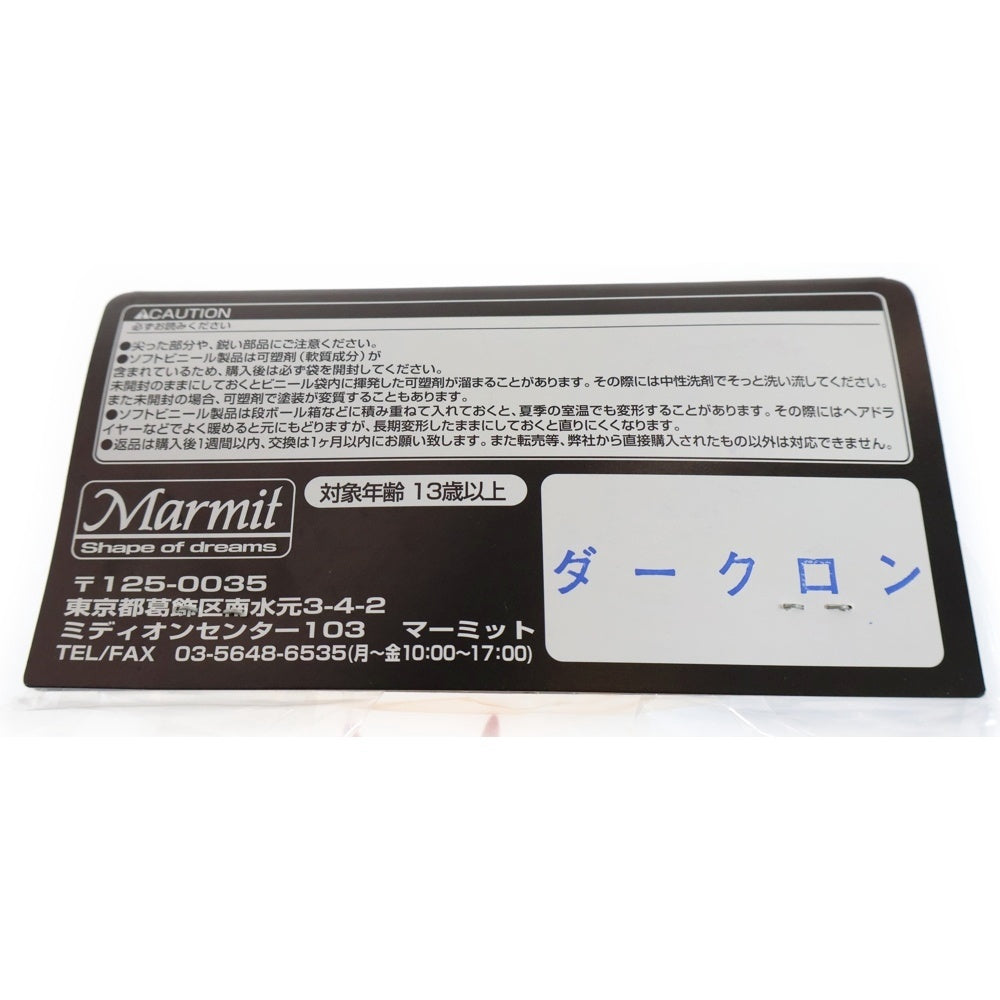 ⚠CAUTION
必ずお読みください
●尖った部分や、鋭い部品にご注意ください。
●ソフトビニール製品は可塑剤(軟質成分)が
含まれているため、購入後は必ず袋を開封してください。
未開封のままにしておくとビニール袋内に揮発した可塑剤が溜まることがあります。その際には中性洗剤でそっと洗い流してください。
また未開封の場合、可塑剤で塗装が変質することもあります。
●ソフトビニール製品は段ボール箱などに積み重ねて入れておくと、夏季の室温でも変形することがあります。その際にはヘアドラ
イヤーなどでよく暖めると元にもどりますが、長期変形したままにしておくと直りにくくなります。
●返品は購入後1週間以内、交換は1ヶ月以内にお願い致します。また転売等、弊社から直接購入されたもの以外は対応できません。
Marmit
Shape of dreams
対象年齢 13歳以上
〒125-0035
東京都葛飾区南水元3-4-2
ミディオンセンター103 マーミット
TEL/FAX 03-5648-6535(月〜金10:00〜17:00)
ダークロン